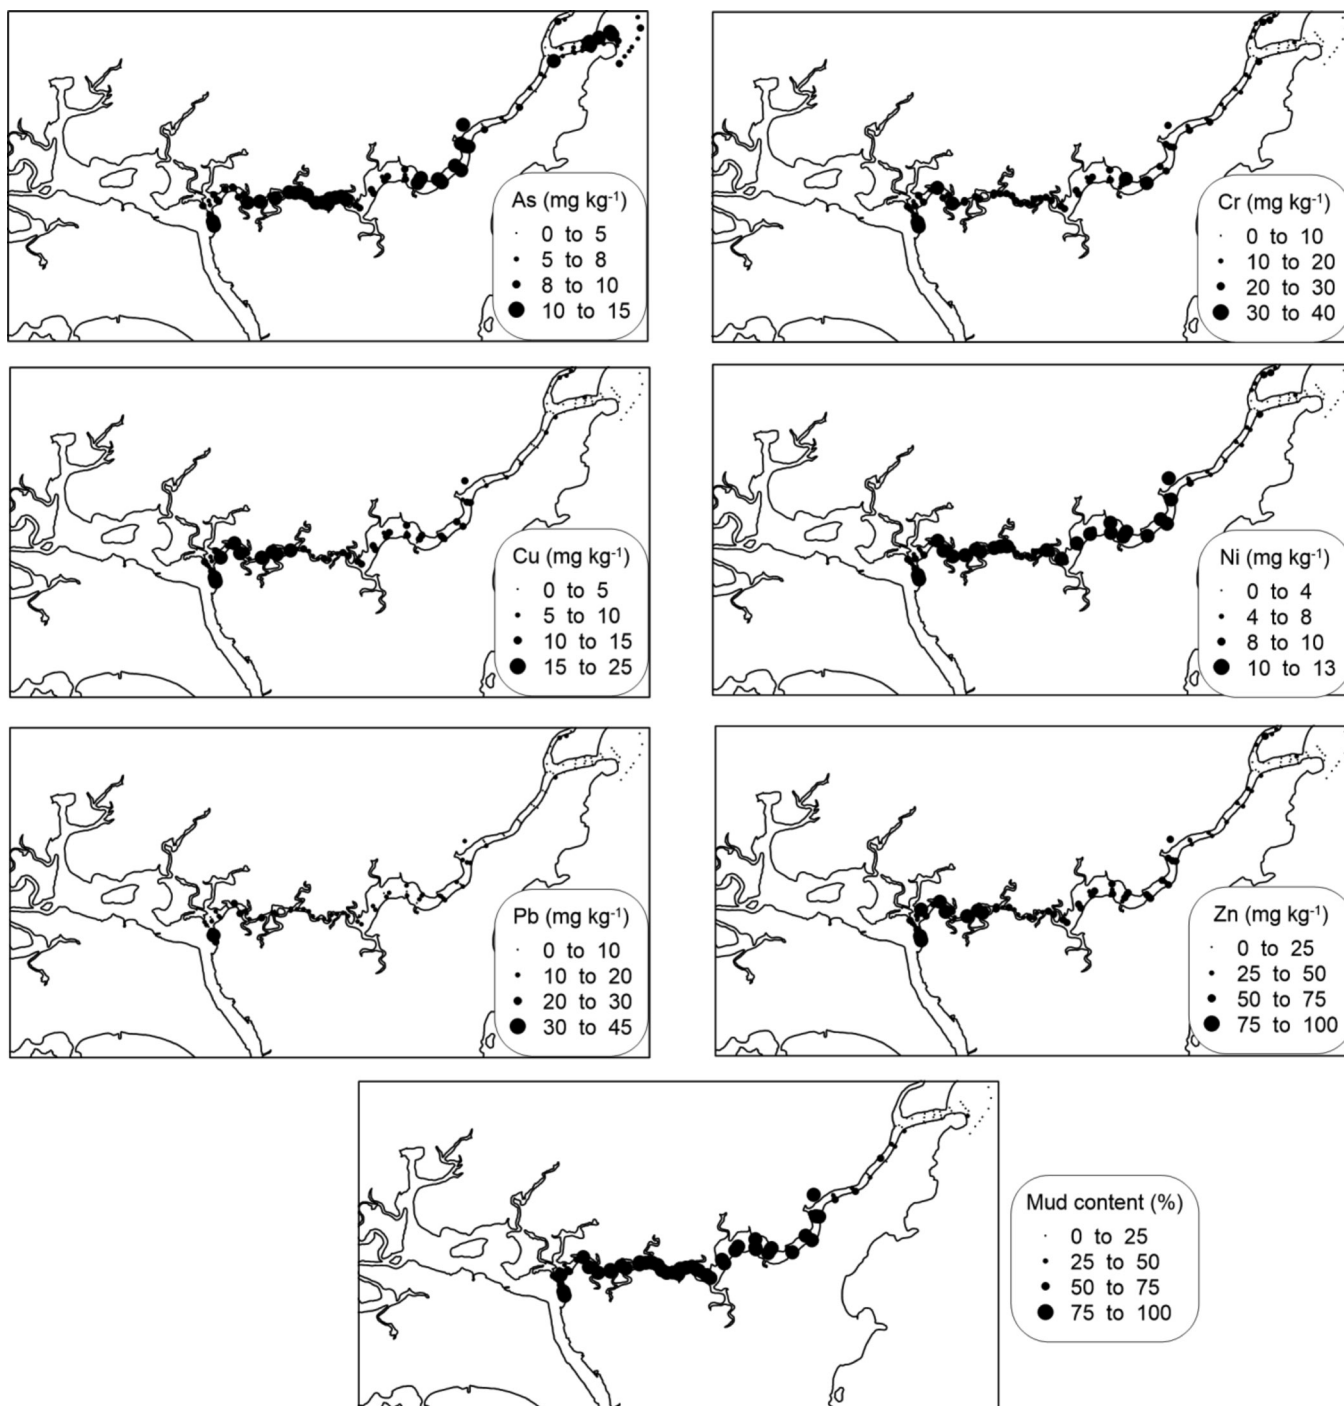 As (mg kg⁻¹)
0 to 5
5 to 8
8 to 10
10 to 15
Cr (mg kg⁻¹)
0 to 10
10 to 20
20 to 30
30 to 40
Cu (mg kg⁻¹)
0 to 5
5 to 10
10 to 15
15 to 25
Ni (mg kg⁻¹)
0 to 4
4 to 8
8 to 10
10 to 13
Pb (mg kg⁻¹)
0 to 10
10 to 20
20 to 30
30 to 45
Zn (mg kg⁻¹)
0 to 25
25 to 50
50 to 75
75 to 100
Mud content (%)
0 to 25
25 to 50
50 to 75
75 to 100